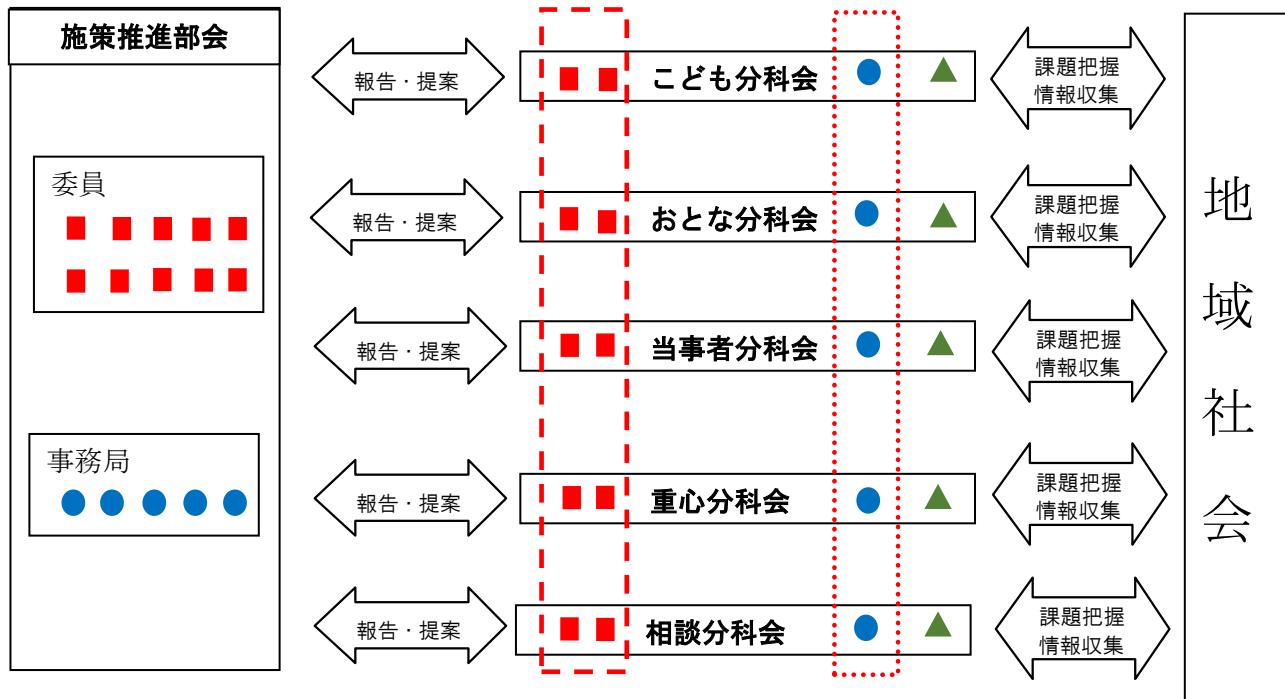 施策推進部会
委員
事務局
報告・提案
こども分科会
課題把握
情報収集
報告・提案
おとな分科会
課題把握
情報収集
報告・提案
当事者分科会
課題把握
情報収集
報告・提案
重心分科会
課題把握
情報収集
報告・提案
相談分科会
課題把握
情報収集
地域社会